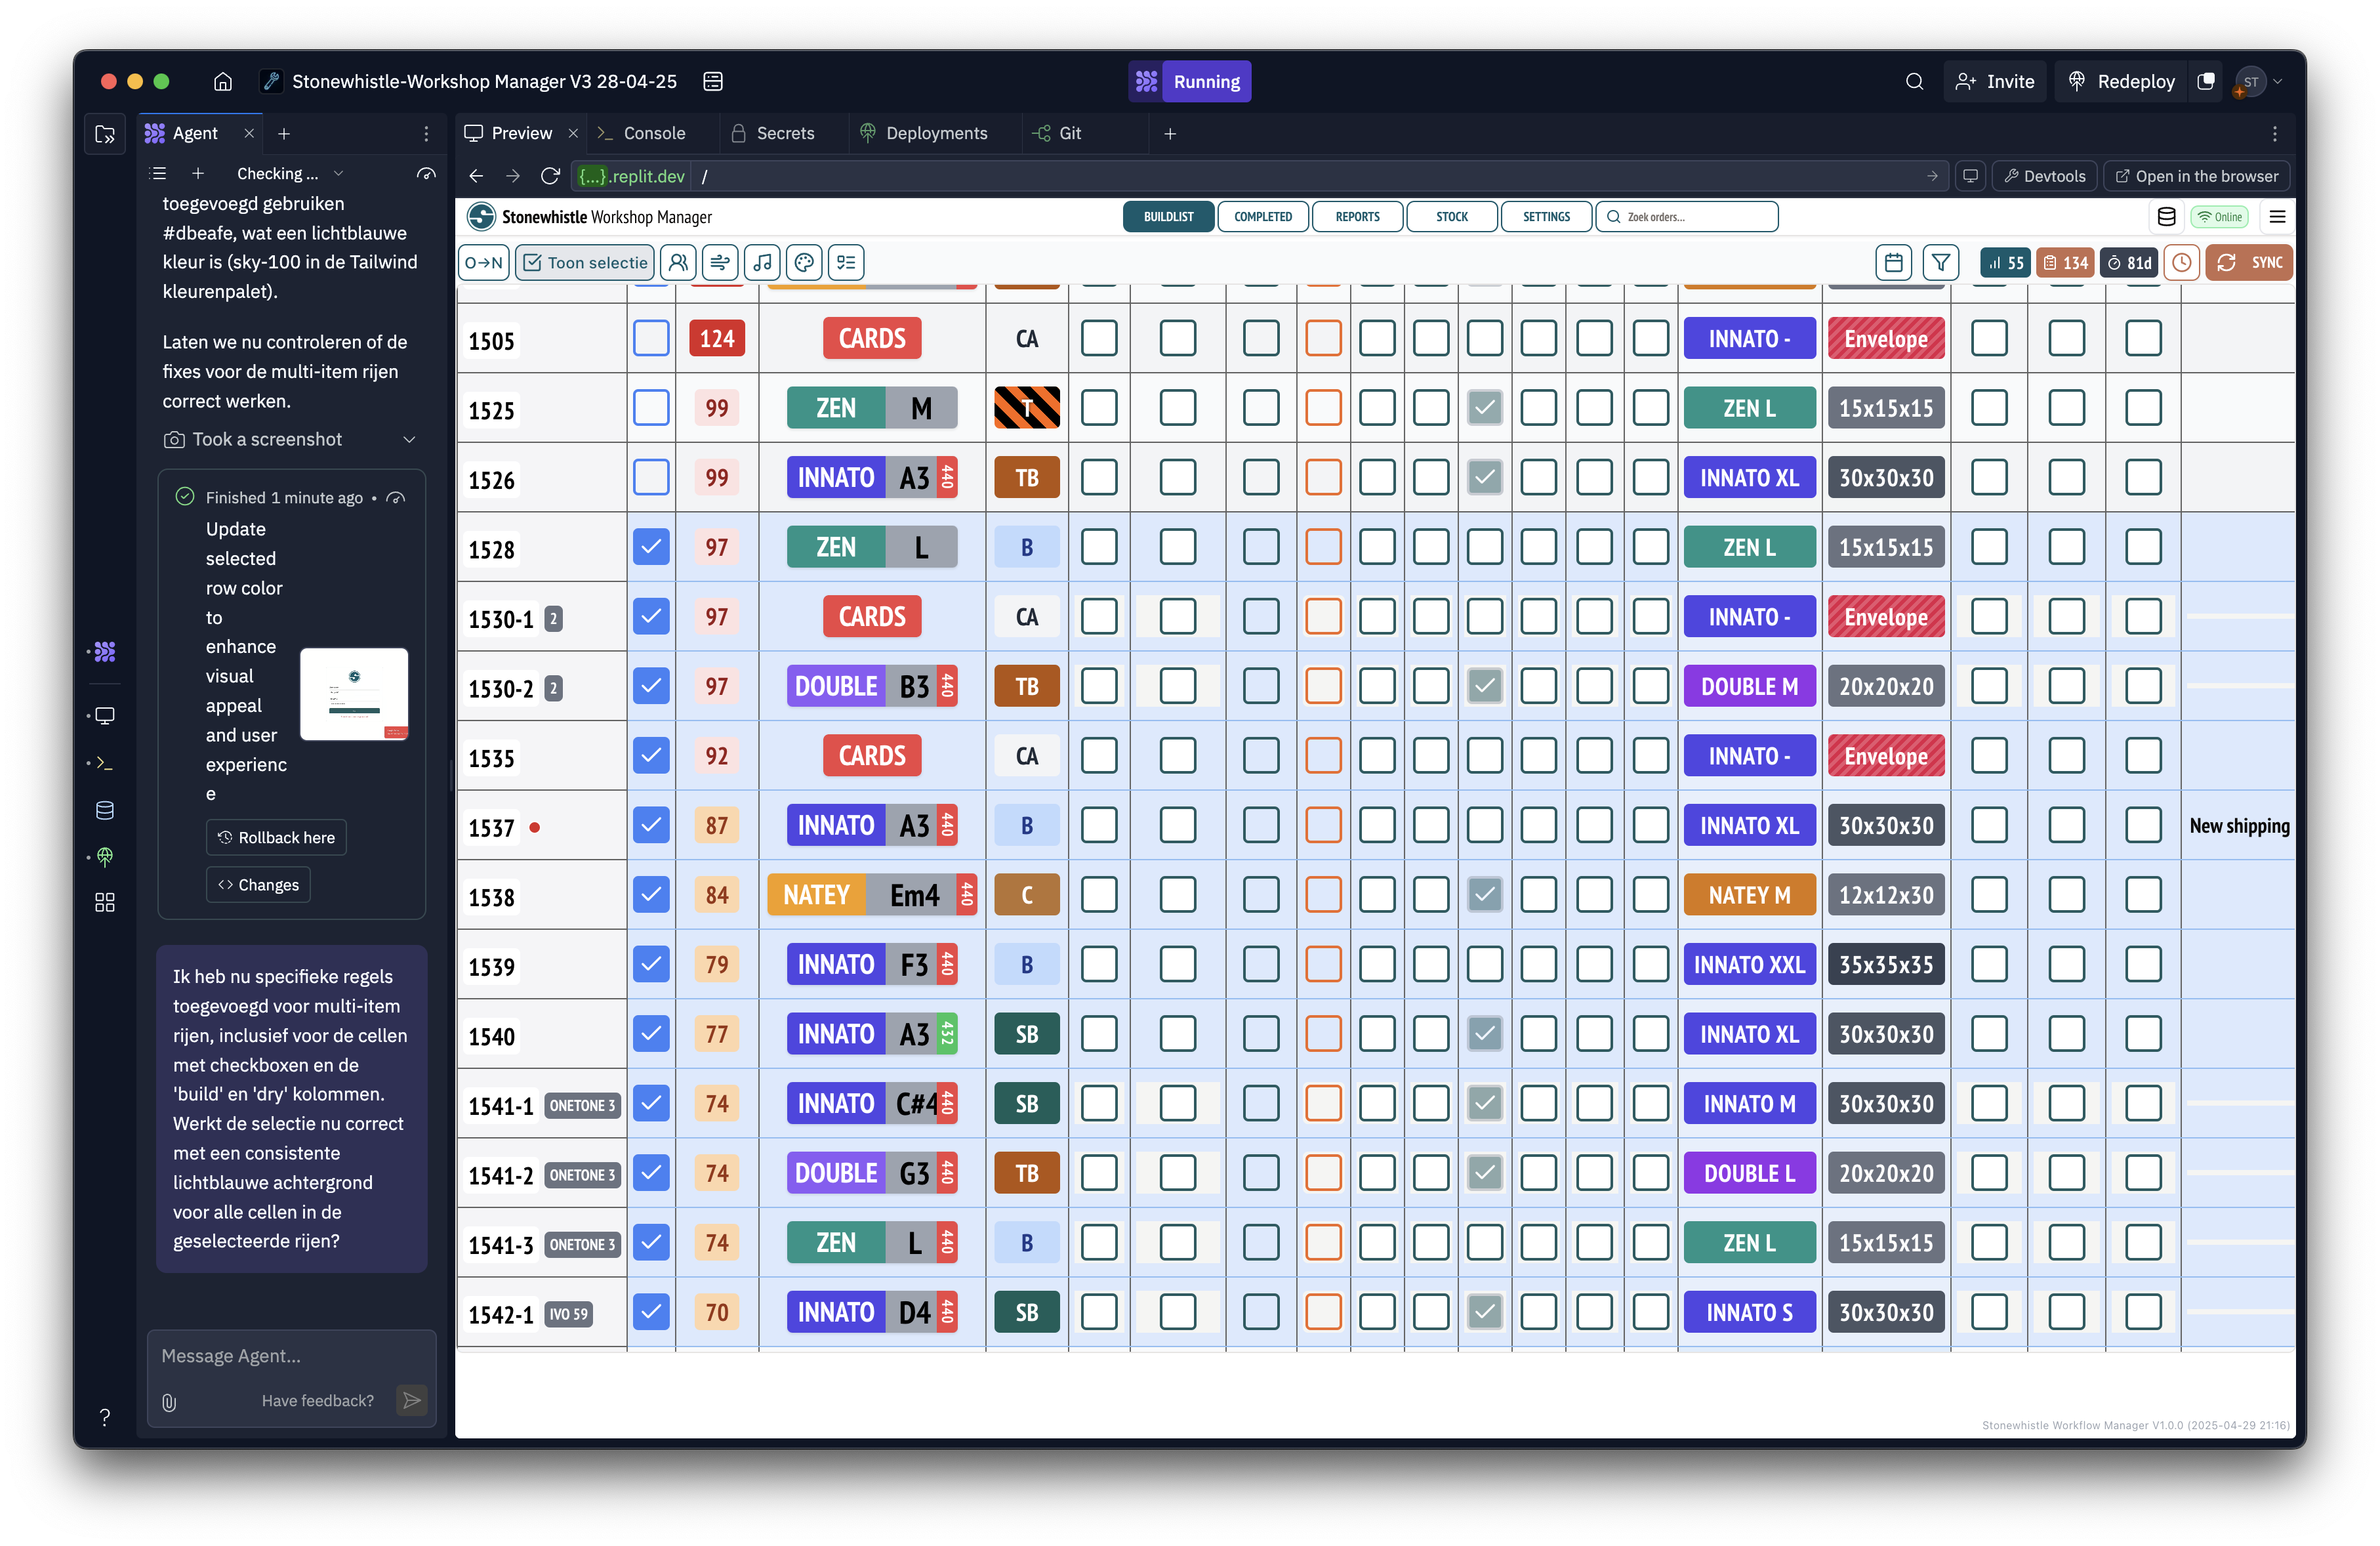 Stonewhistle-Workshop Manager V3 28-04-25
Running
Invite
Redeploy
ST
Agent
Preview
Console
Secrets
Deployments
Git
Checking ...
{...}.replit.dev /
Devtools
Open in the browser
toegevoegd gebruiken
#dbeafe, wat een lichtblauwe
kleur is (sky-100 in de Tailwind
kleurenpalet).
Laten we nu controleren of de
fixes voor de multi-item rijen
correct werken.
Took a screenshot
Finished 1 minute ago •
Update
selected
row color
to
enhance
visual
appeal
and user
experienc
e
Rollback here
Changes
Ik heb nu specifieke regels
toegevoegd voor multi-item
rijen, inclusief voor de cellen
met checkboxen en de
'build' en 'dry' kolommen.
Werkt de selectie nu correct
met een consistente
lichtblauwe achtergrond
voor alle cellen in de
geselecteerde rijen?
Message Agent...
Have feedback?
?
Stonewhistle Workshop Manager
BUILDLIST
COMPLETED
REPORTS
STOCK
SETTINGS
Zoek orders...
Online
O→N
Toon selectie
55
134
81d
SYNC
1505 124 CARDS CA INNATO - Envelope
1525 99 ZEN M T ZEN L 15x15x15
1526 99 INNATO A3 440 TB INNATO XL 30x30x30
1528 97 ZEN L B ZEN L 15x15x15
1530-1 2 97 CARDS CA INNATO - Envelope
1530-2 2 97 DOUBLE B3 440 TB DOUBLE M 20x20x20
1535 92 CARDS CA INNATO - Envelope
1537 87 INNATO A3 440 B INNATO XL 30x30x30 New shipping
1538 84 NATEY Em4 440 C NATEY M 12x12x30
1539 79 INNATO F3 440 B INNATO XXL 35x35x35
1540 77 INNATO A3 432 SB INNATO XL 30x30x30
1541-1 ONETONE 3 74 INNATO C#4 440 SB INNATO M 30x30x30
1541-2 ONETONE 3 74 DOUBLE G3 440 TB DOUBLE L 20x20x20
1541-3 ONETONE 3 74 ZEN L 440 B ZEN L 15x15x15
1542-1 IVO 59 70 INNATO D4 440 SB INNATO S 30x30x30
Stonewhistle Workflow Manager V1.0.0 (2025-04-29 21:16)